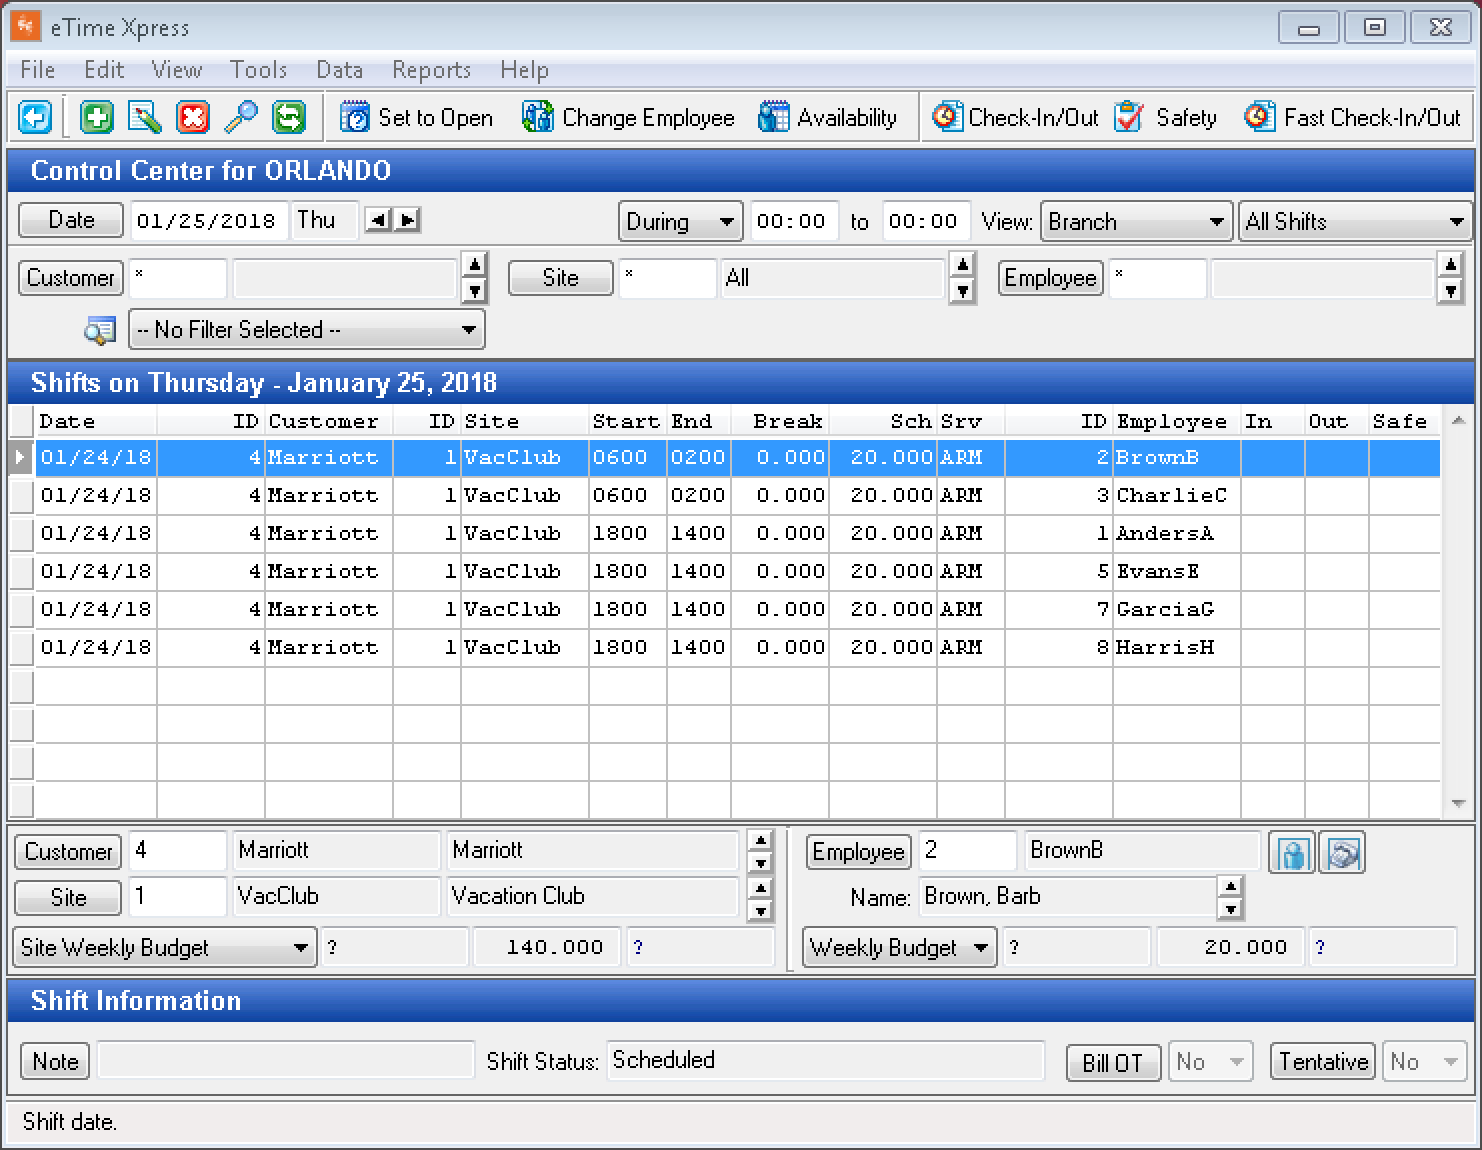 eTime Xpress
File Edit View Tools Data Reports Help
Set to Open Change Employee Availability Check-In/Out Safety Fast Check-In/Out
Control Center for ORLANDO
Date 01/25/2018 Thu During 00:00 to 00:00 View: Branch All Shifts
Customer * Site * All Employee *
-- No Filter Selected --
Shifts on Thursday - January 25, 2018
Date ID Customer ID Site Start End Break Sch Srv ID Employee In Out Safe
01/24/18 4 Marriott 1 VacClub 0600 0200 0.000 20.000 ARM 2 BrownB
01/24/18 4 Marriott 1 VacClub 0600 0200 0.000 20.000 ARM 3 CharlieC
01/24/18 4 Marriott 1 VacClub 1800 1400 0.000 20.000 ARM 1 AndersA
01/24/18 4 Marriott 1 VacClub 1800 1400 0.000 20.000 ARM 5 EvansE
01/24/18 4 Marriott 1 VacClub 1800 1400 0.000 20.000 ARM 7 GarciaG
01/24/18 4 Marriott 1 VacClub 1800 1400 0.000 20.000 ARM 8 HarrisH
Customer 4 Marriott Marriott Employee 2 BrownB
Site 1 VacClub Vacation Club Name: Brown, Barb
Site Weekly Budget ? 140.000 ? Weekly Budget ? 20.000 ?
Shift Information
Note Shift Status: Scheduled Bill OT No Tentative No
Shift date.